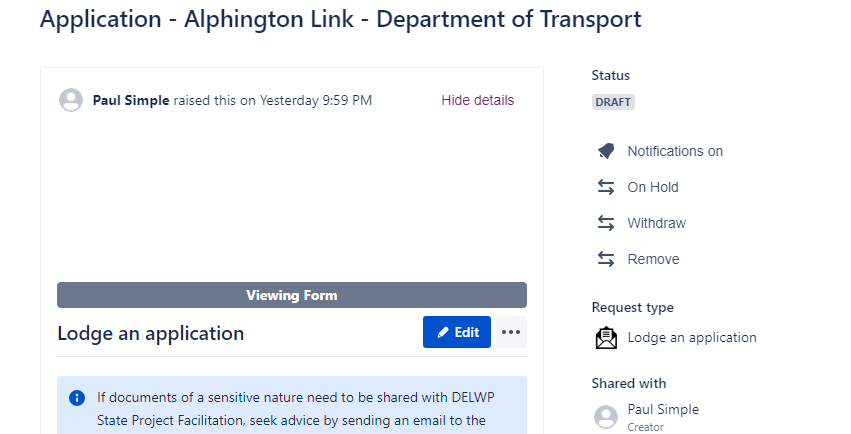 Application - Alphington Link - Department of Transport
Paul Simple raised this on Yesterday 9:59 PM
Hide details
Viewing Form
Lodge an application
Edit
If documents of a sensitive nature need to be shared with DELWP
State Project Facilitation, seek advice by sending an email to the
Status
DRAFT
Notifications on
On Hold
Withdraw
Remove
Request type
Lodge an application
Shared with
Paul Simple
Creator